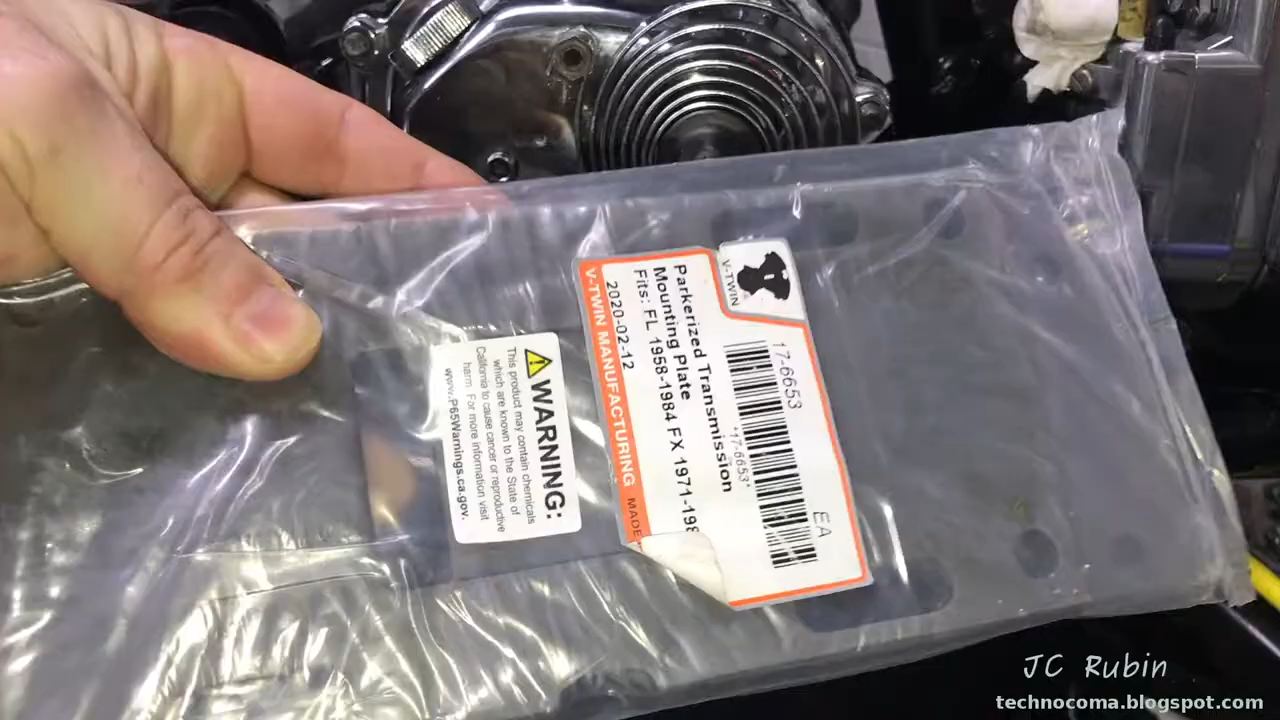 V-TWIN
17-6653
EA
*17-6653*
Parkerized Transmission
Mounting Plate
Fits: FL 1958-1984 FX 1971-198
2020-02-12
V-TWIN MANUFACTURING MADE
WARNING:
This product may contain chemicals
which are known to the State of
California to cause cancer or reproductive
harm. For more information visit
www.P65Warnings.ca.gov.
JC Rubin
technocoma.blogspot.com